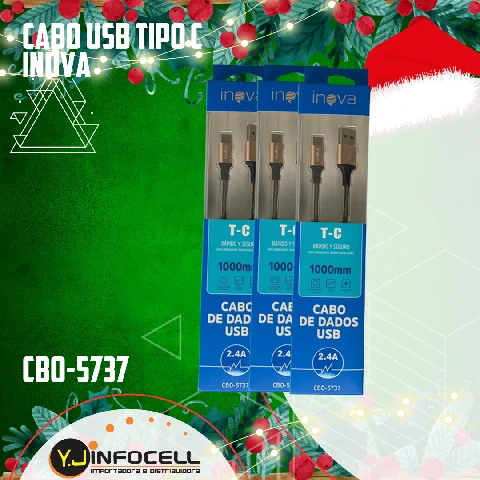 CABO USB TIPO C
INOVA
inova
inova
inova
T-C
T-C
RÁPIDO Y SEGURO
RÁPIDO Y SEGURO
1000mm
1000mm
CABO
DE DADOS
USB
CABO
DE DADOS
USB
CABO
DE DADOS
USB
2.4A
2.4A
2.4A
CBO-5737
CBO-5
CBO-5737
CBO-5737
Y.J INFOCELL
importadora e distribuidora